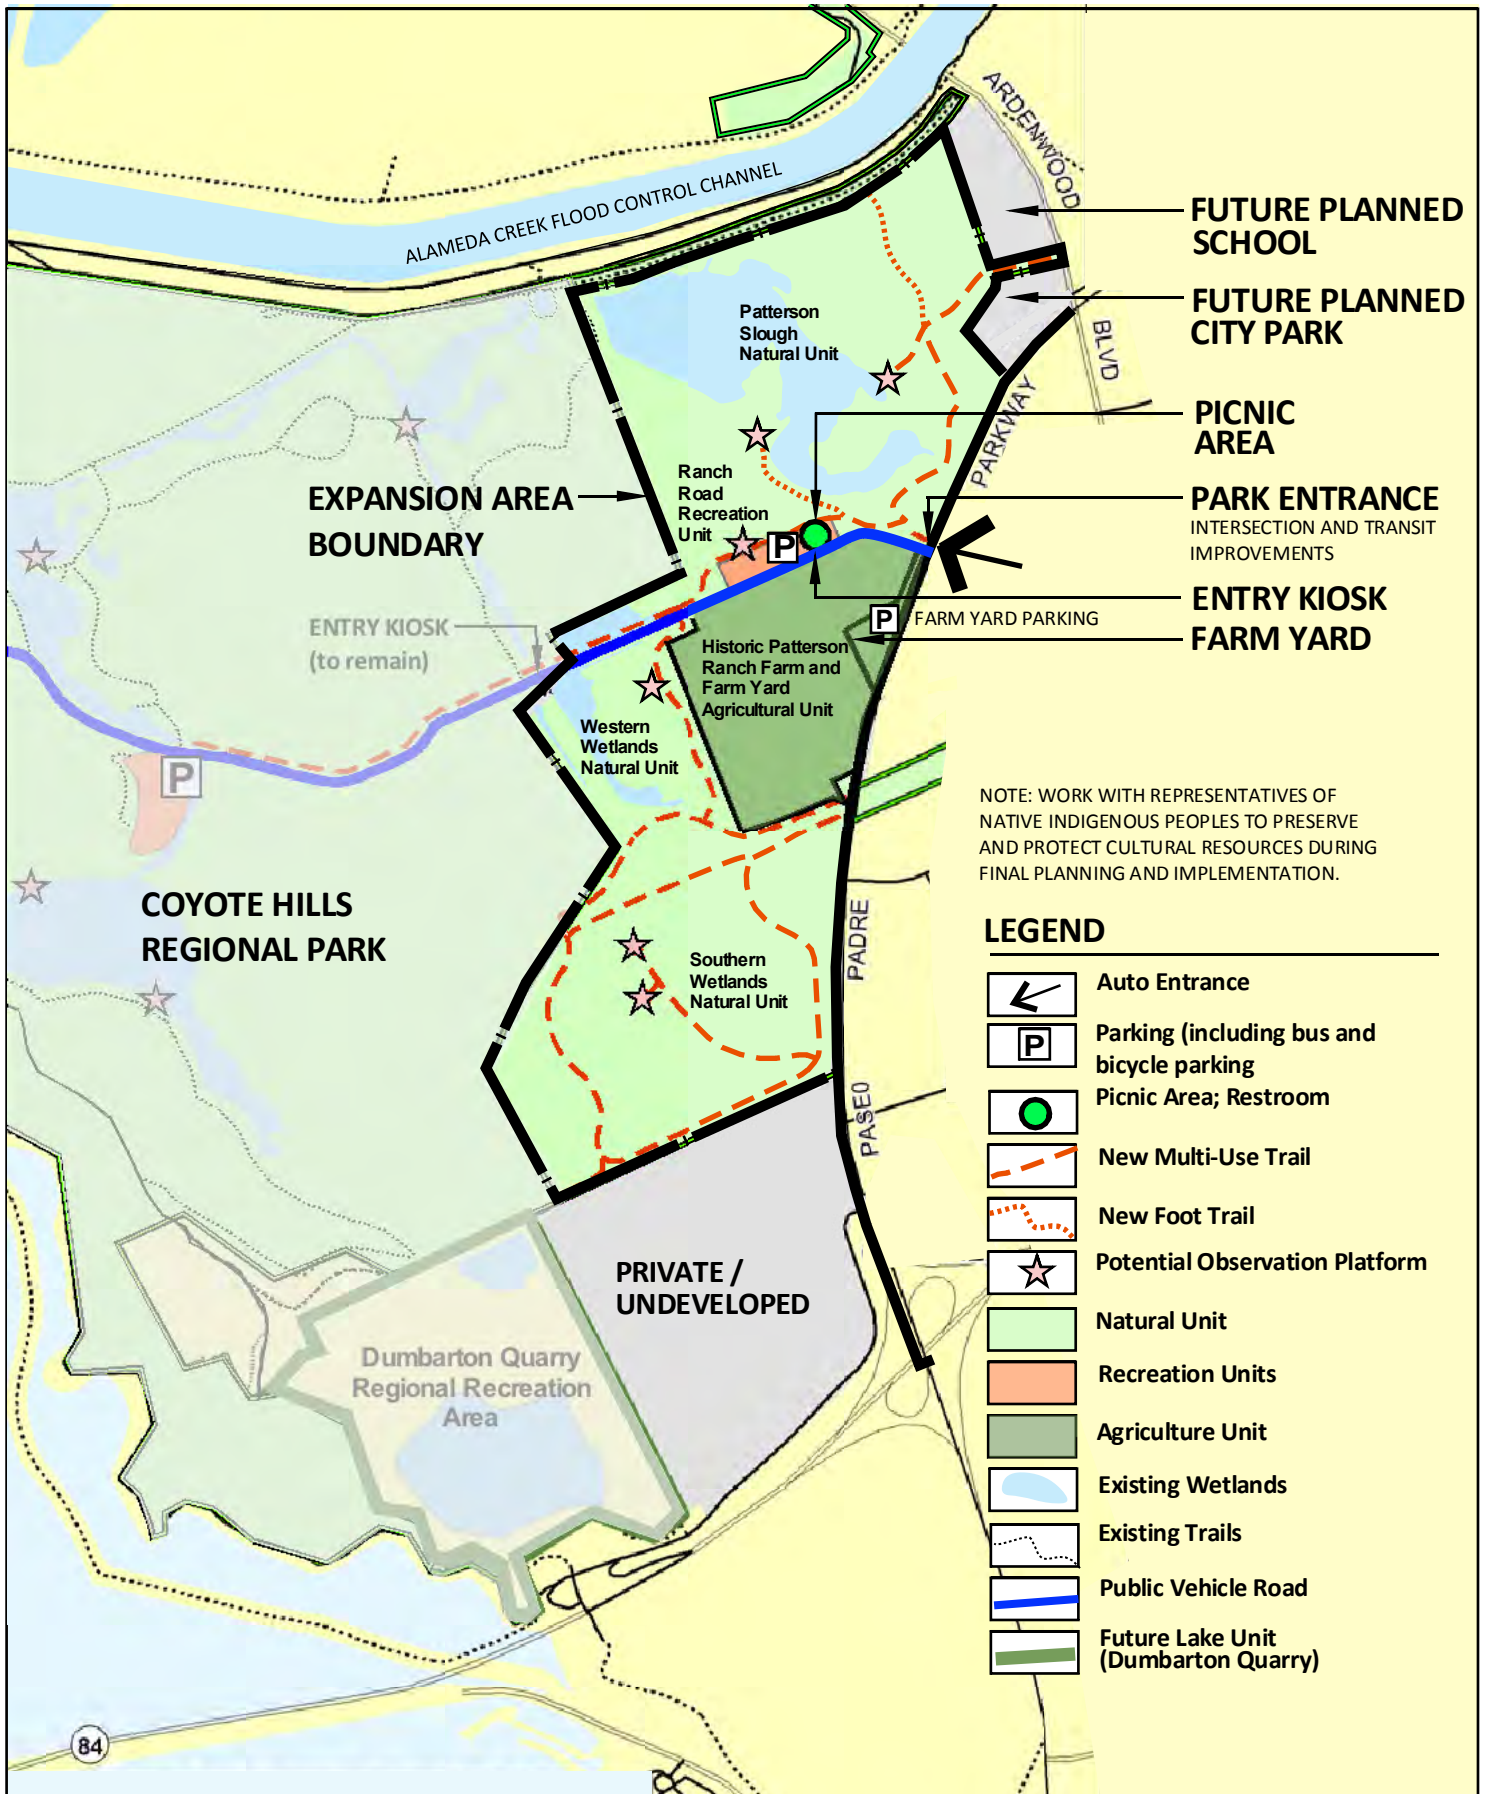 ARDENWOOD
BLVD
ALAMEDA CREEK FLOOD CONTROL CHANNEL
FUTURE PLANNED
SCHOOL
FUTURE PLANNED
CITY PARK
Patterson
Slough
Natural Unit
PARKWAY
PICNIC
AREA
Ranch
Road
Recreation
Unit
EXPANSION AREA
BOUNDARY
PARK ENTRANCE
INTERSECTION AND TRANSIT
IMPROVEMENTS
P
ENTRY KIOSK
P
FARM YARD PARKING
FARM YARD
ENTRY KIOSK
(to remain)
Historic Patterson
Ranch Farm and
Farm Yard
Agricultural Unit
Western
Wetlands
Natural Unit
P
NOTE: WORK WITH REPRESENTATIVES OF
NATIVE INDIGENOUS PEOPLES TO PRESERVE
AND PROTECT CULTURAL RESOURCES DURING
FINAL PLANNING AND IMPLEMENTATION.
COYOTE HILLS
REGIONAL PARK
PADRE
PASE0
Southern
Wetlands
Natural Unit
LEGEND
Auto Entrance
P
Parking (including bus and
bicycle parking
Picnic Area; Restroom
New Multi-Use Trail
New Foot Trail
Potential Observation Platform
Natural Unit
Recreation Units
Agriculture Unit
Existing Wetlands
Existing Trails
Public Vehicle Road
Future Lake Unit
(Dumbarton Quarry)
PRIVATE /
UNDEVELOPED
Dumbarton Quarry
Regional Recreation
Area
84